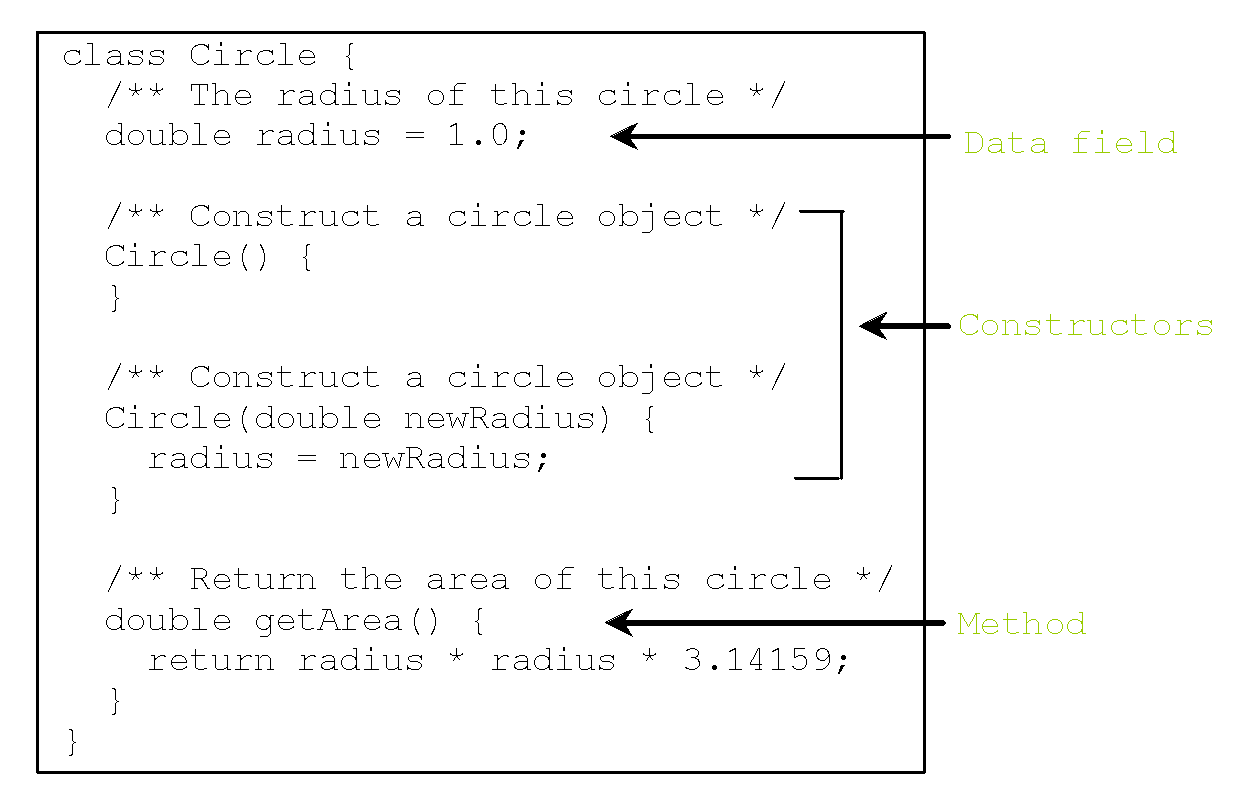 class Circle {
/** The radius of this circle */
double radius = 1.0;
Data field
/** Construct a circle object */
Circle() {
}
Constructors
/** Construct a circle object */
Circle(double newRadius) {
radius = newRadius;
}
/** Return the area of this circle */
double getArea() {
Method
return radius * radius * 3.14159;
}
}